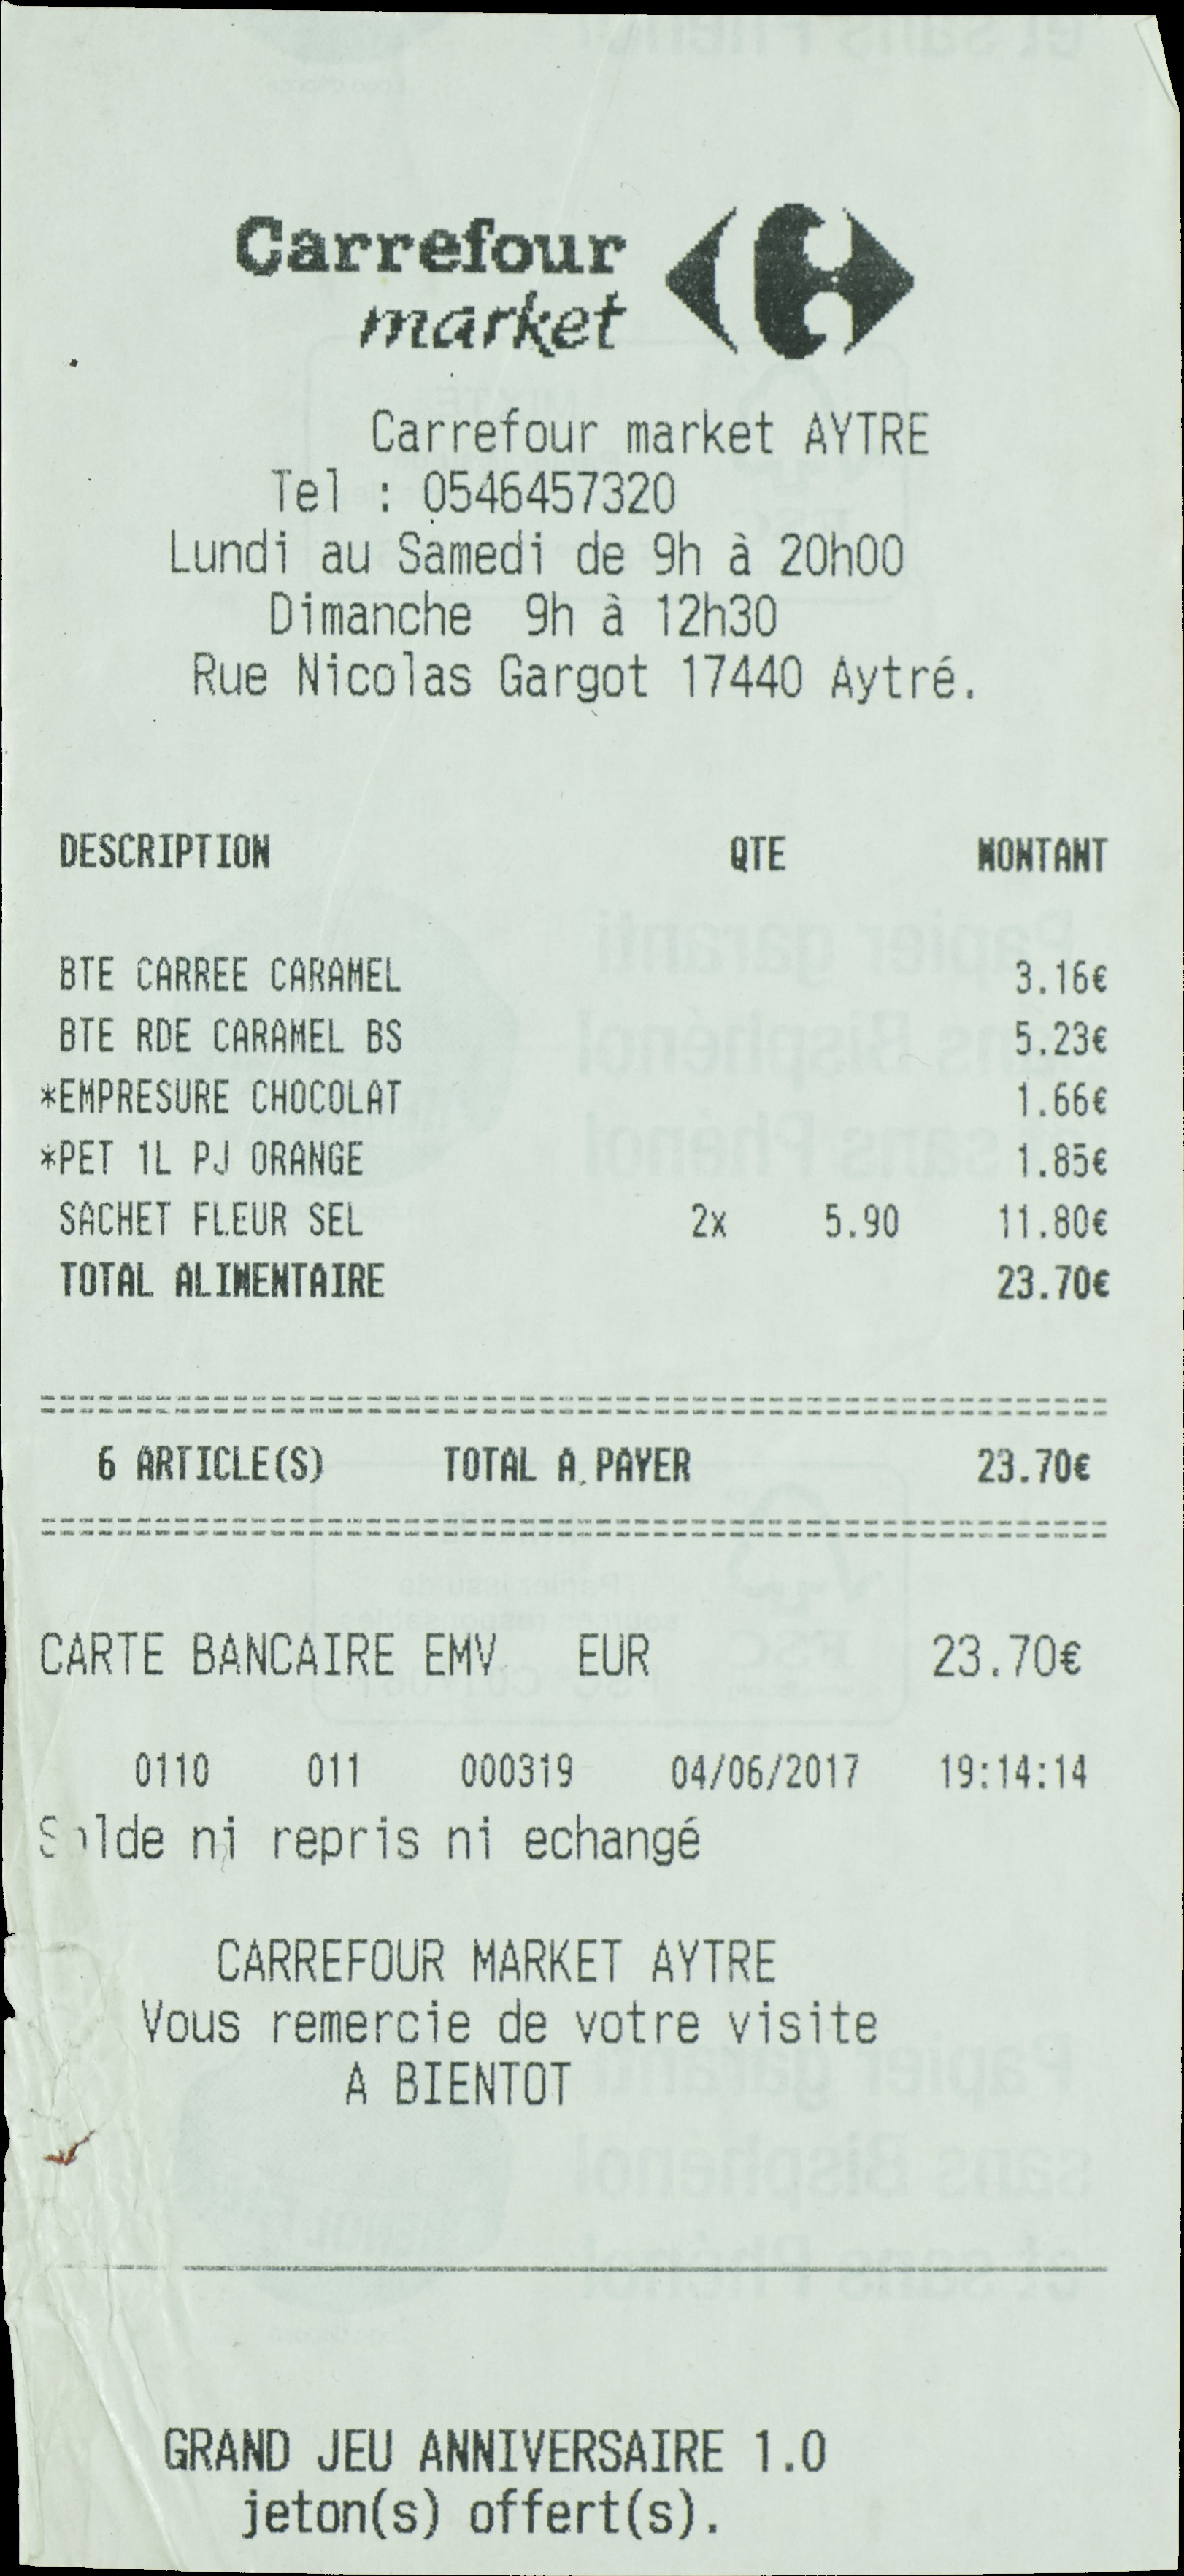 Carrefour
market
Carrefour market AYTRE
Tel : 0546457320
Lundi au Samedi de 9h à 20h00
Dimanche 9h à 12h30
Rue Nicolas Gargot 17440 Aytré.
DESCRIPTION QTE MONTANT
BTE CARREE CARAMEL 3.16€
BTE RDE CARAMEL BS 5.23€
*EMPRESURE CHOCOLAT 1.66€
*PET 1L PJ ORANGE 1.85€
SACHET FLEUR SEL 2x 5.90 11.80€
TOTAL ALIMENTAIRE 23.70€
6 ARTICLE(S) TOTAL A PAYER 23.70€
CARTE BANCAIRE EMV EUR 23.70€
0110 011 000319 04/06/2017 19:14:14
Solde ni repris ni echangé
CARREFOUR MARKET AYTRE
Vous remercie de votre visite
A BIENTOT
GRAND JEU ANNIVERSAIRE 1.0
jeton(s) offert(s).